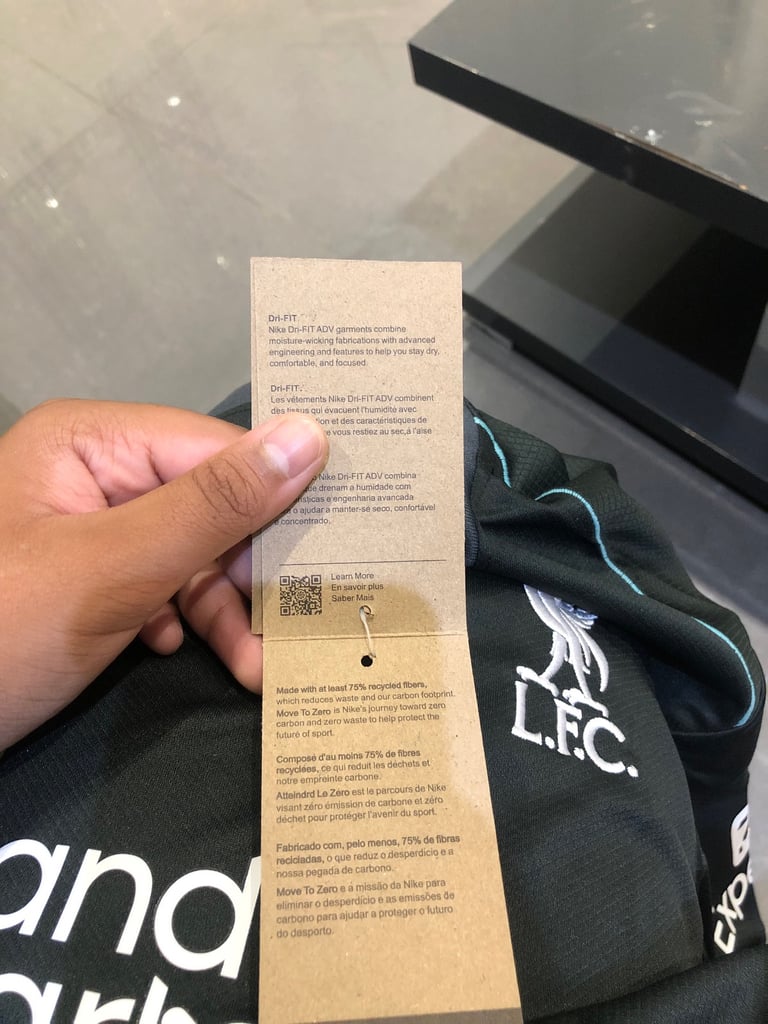 Dri-FIT
Nike Dri-FIT ADV garments combine
moisture-wicking fabrications with advanced
engineering and features to help you stay dry,
comfortable, and focused.
Dri-FIT
Les vêtements Nike Dri-FIT ADV combinent
des tissus qui évacuent l'humidité avec
et des caractéristiques de
vous restiez au sec,à l'aise
Nike Dri-FIT ADV combina
que drenam a humidade com
e engenharia avancada
o ajudar a manter-se seco, confortável
e concentrado.
Learn More
En savoir plus
Saber Mais
Made with at least 75% recycled fibers,
which reduces waste and our carbon footprint.
Move To Zero is Nike's journey toward zero
carbon and zero waste to help protect the
future of sport.
Composé d'au moins 75% de fibres
recyclées, ce qui reduit les déchets et
notre empreinte carbone.
Atteindrd Le Zéro est le parcours de Nike
visant zéro émission de carbone et zéro
déchet pour protéger l'avenir du sport.
Fabricado com, pelo menos, 75% de fibras
recicladas, o que reduz o desperdício e a
nossa pegada de carbono.
Move To Zero e a missão da Nike para
eliminar o desperdício e as emissões de
carbono para ajudar a proteger o futuro
do desporto.
L.F.C.
and